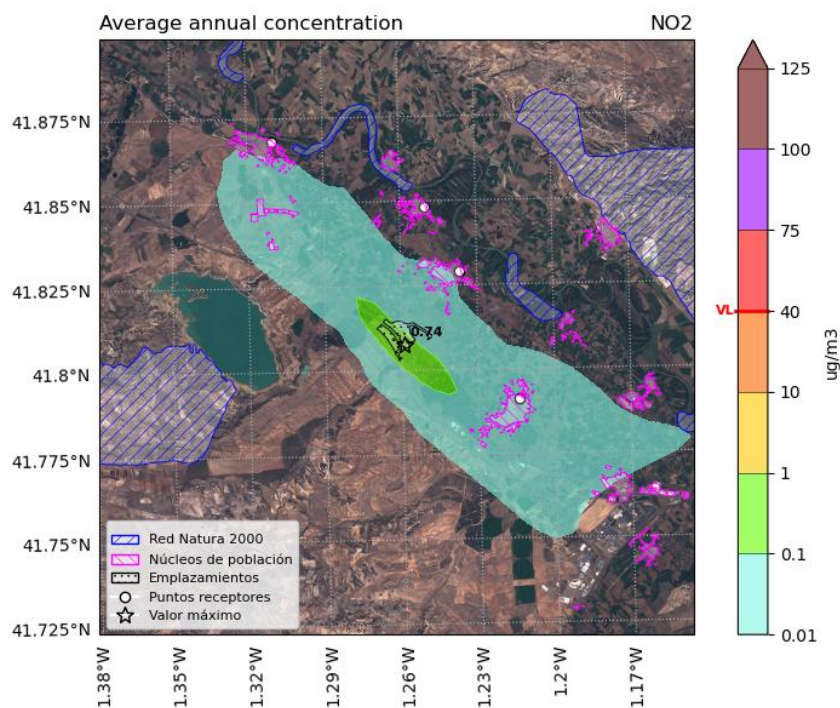 Average annual concentration NO2
41.875°N
41.85°N
41.825°N
41.8°N
41.775°N
41.75°N
41.725°N
0.74
Red Natura 2000
Núcleos de población
Emplazamientos
Puntos receptores
Valor máximo
1.38°W
1.35°W
1.32°W
1.29°W
1.26°W
1.23°W
1.2°W
1.17°W
125
100
75
VL 40
10
1
0.1
0.01
ug/m3